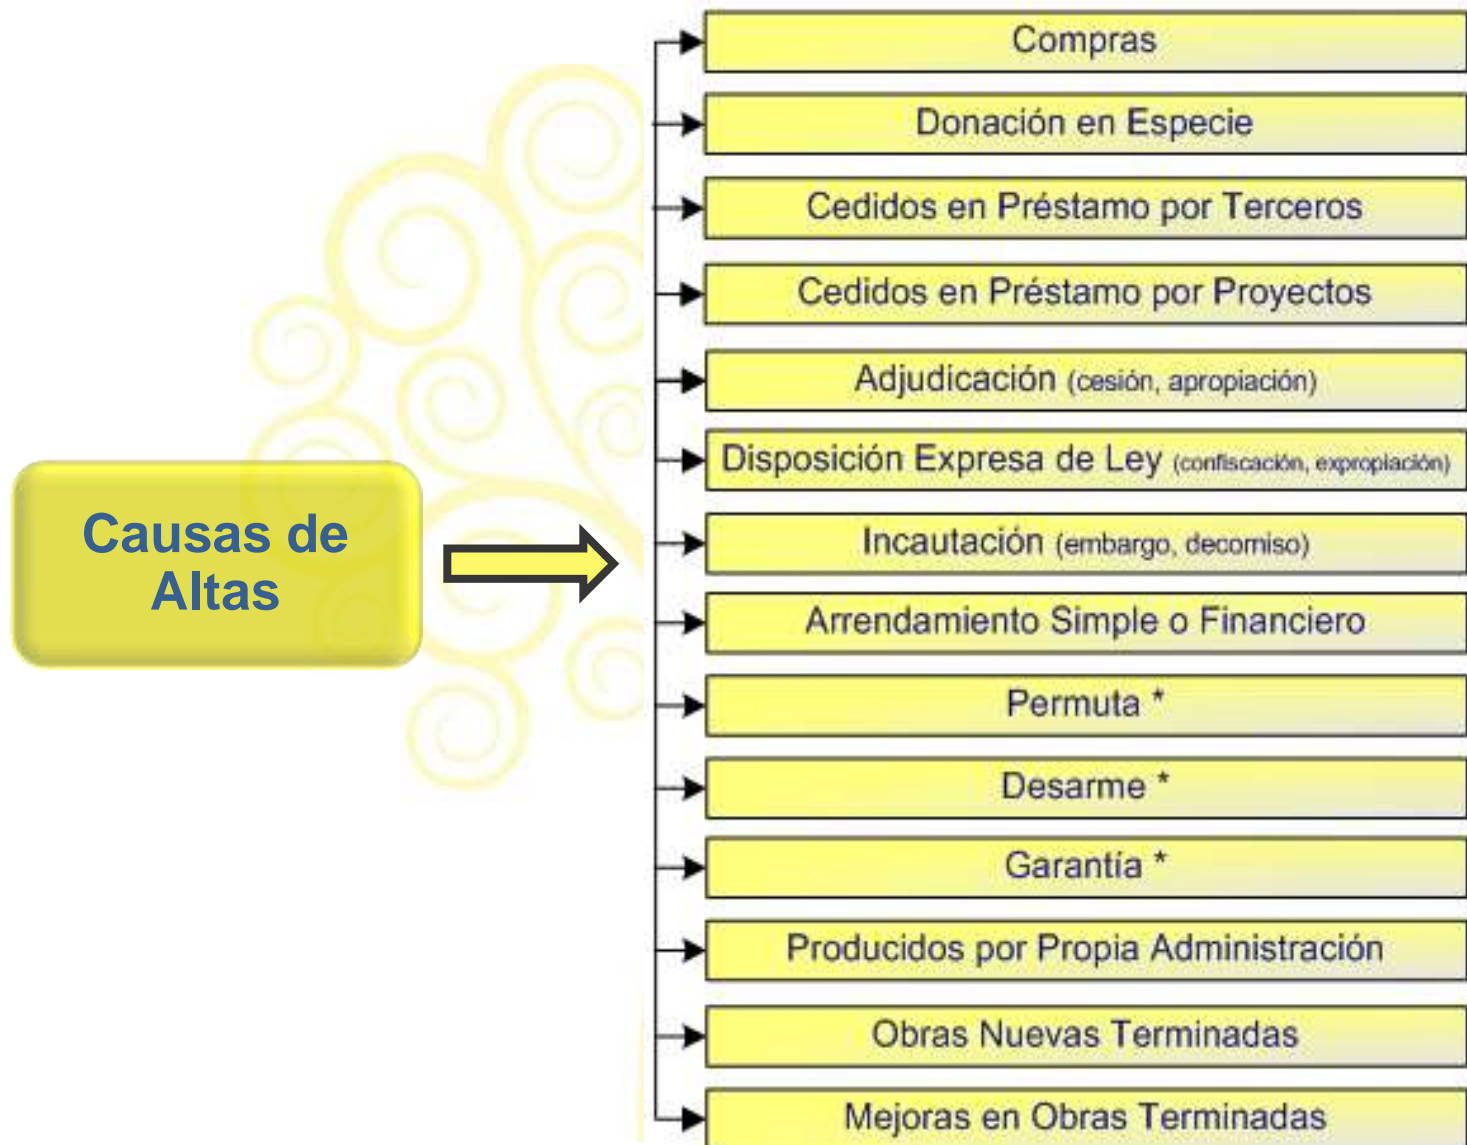 Causas de
Altas
Compras
Donación en Especie
Cedidos en Préstamo por Terceros
Cedidos en Préstamo por Proyectos
Adjudicación (cesión, apropiación)
Disposición Expresa de Ley (confiscación, expropiación)
Incautación (embargo, decomiso)
Arrendamiento Simple o Financiero
Permuta *
Desarme *
Garantía *
Producidos por Propia Administración
Obras Nuevas Terminadas
Mejoras en Obras Terminadas